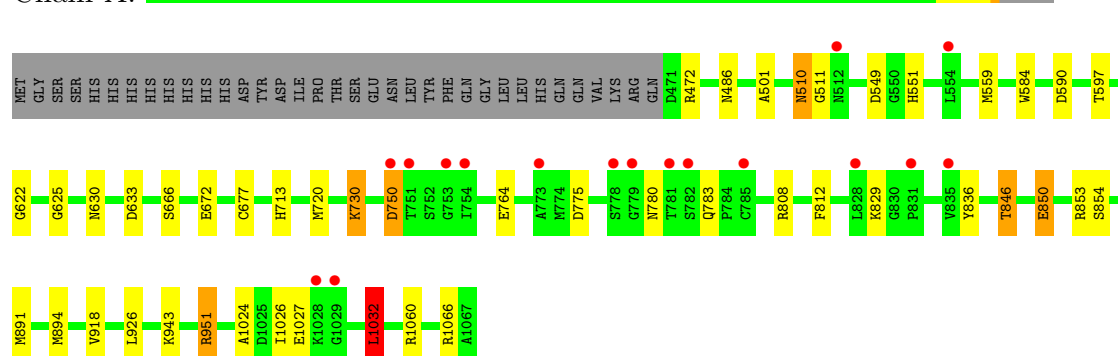 MET GLY SER SER HIS HIS HIS HIS HIS HIS HIS HIS ASP TYR ASP ILE PRO THR SER GLU ASN LEU TYR PHE GLN GLY LEU LEU HIS GLN GLN VAL LYS ARG GLN D471 R472 N486 A501 N510 G511 N512 D549 G550 H551 L554 M559 W584 D590 T597
G622 G625 N630 D633 S666 E672 C677 H713 M720 K730 D750 T751 S752 G753 I754 E764 A773 M774 D775 S778 G779 N780 T781 S782 Q783 P784 C785 R808 F812 L828 K829 G830 P831 V835 Y836 T846 E850 R853 S854
M891 M894 V918 L926 K943 R951 A1024 D1025 I1026 E1027 K1028 G1029 L1032 R1060 R1066 A1067